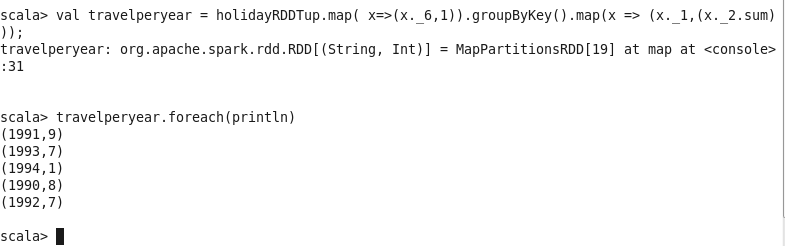 scala> val travelperyear = holidayRDDTup.map( x=>(x._6,1)).groupByKey().map(x => (x._1,(x._2.sum)
));
travelperyear: org.apache.spark.rdd.RDD[(String, Int)] = MapPartitionsRDD[19] at map at <console>
:31
scala> travelperyear.foreach(println)
(1991,9)
(1993,7)
(1994,1)
(1990,8)
(1992,7)
scala>